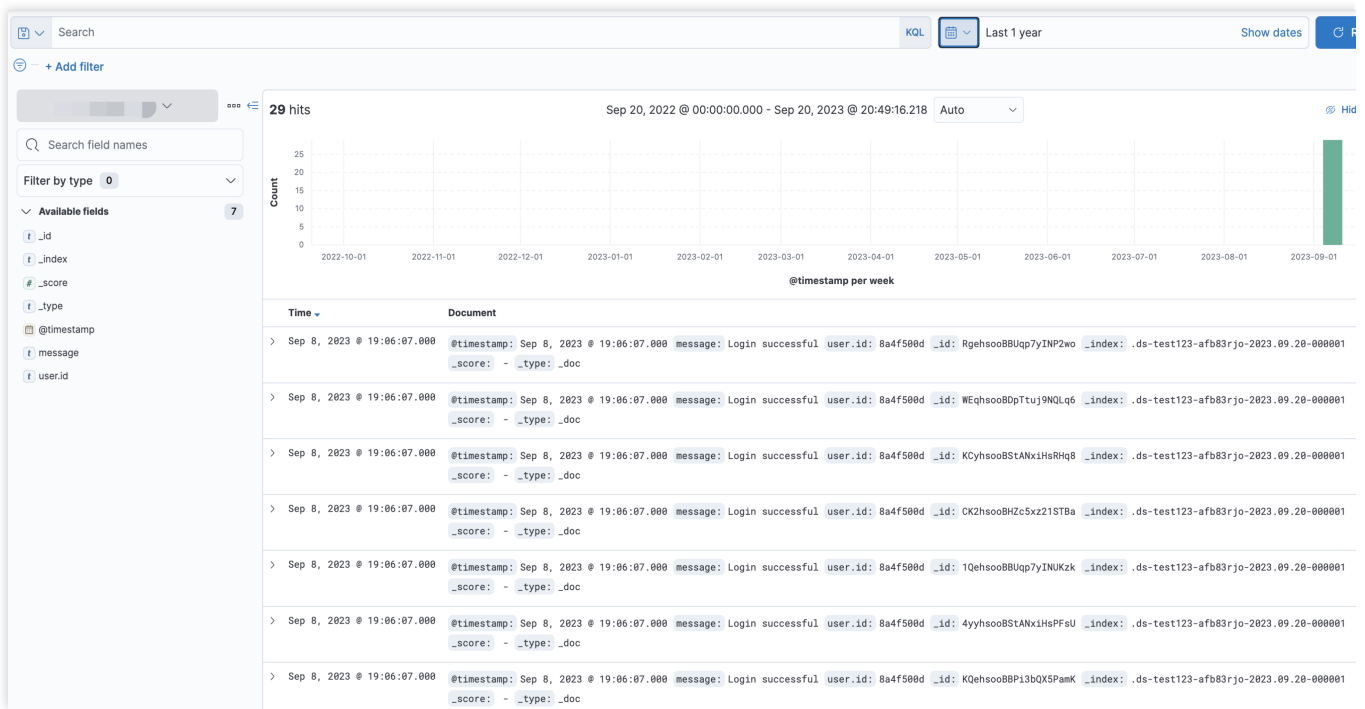 Search
KQL
Last 1 year
Show dates
+ Add filter
29 hits
Sep 20, 2022 @ 00:00:00.000 - Sep 20, 2023 @ 20:49:16.218
Auto
Search field names
Filter by type 0
Available fields 7
t _id
t _index
# _score
t _type
@timestamp
t message
t user.id
Count
25
20
15
10
5
0
2022-10-01 2022-11-01 2022-12-01 2023-01-01 2023-02-01 2023-03-01 2023-04-01 2023-05-01 2023-06-01 2023-07-01 2023-08-01 2023-09-01
@timestamp per week
Time Document
Sep 8, 2023 @ 19:06:07.000 @timestamp: Sep 8, 2023 @ 19:06:07.000 message: Login successful user.id: 8a4f500d _id: RgehsooBBUqp7yINP2wo _index: .ds-test123-afb83rjo-2023.09.20-000001
_score: - _type: _doc
Sep 8, 2023 @ 19:06:07.000 @timestamp: Sep 8, 2023 @ 19:06:07.000 message: Login successful user.id: 8a4f500d _id: WEqhsooBDpTtuj9NQLq6 _index: .ds-test123-afb83rjo-2023.09.20-000001
_score: - _type: _doc
Sep 8, 2023 @ 19:06:07.000 @timestamp: Sep 8, 2023 @ 19:06:07.000 message: Login successful user.id: 8a4f500d _id: KCyhsooBStANxiHsRHq8 _index: .ds-test123-afb83rjo-2023.09.20-000001
_score: - _type: _doc
Sep 8, 2023 @ 19:06:07.000 @timestamp: Sep 8, 2023 @ 19:06:07.000 message: Login successful user.id: 8a4f500d _id: CK2hsooBHZc5xz21STBa _index: .ds-test123-afb83rjo-2023.09.20-000001
_score: - _type: _doc
Sep 8, 2023 @ 19:06:07.000 @timestamp: Sep 8, 2023 @ 19:06:07.000 message: Login successful user.id: 8a4f500d _id: 1QehsooBBUqp7yINUKzk _index: .ds-test123-afb83rjo-2023.09.20-000001
_score: - _type: _doc
Sep 8, 2023 @ 19:06:07.000 @timestamp: Sep 8, 2023 @ 19:06:07.000 message: Login successful user.id: 8a4f500d _id: 4yyhsooBStANxiHsPFsU _index: .ds-test123-afb83rjo-2023.09.20-000001
_score: - _type: _doc
Sep 8, 2023 @ 19:06:07.000 @timestamp: Sep 8, 2023 @ 19:06:07.000 message: Login successful user.id: 8a4f500d _id: KQehsooBBPi3bQX5PamK _index: .ds-test123-afb83rjo-2023.09.20-000001
_score: - _type: _doc